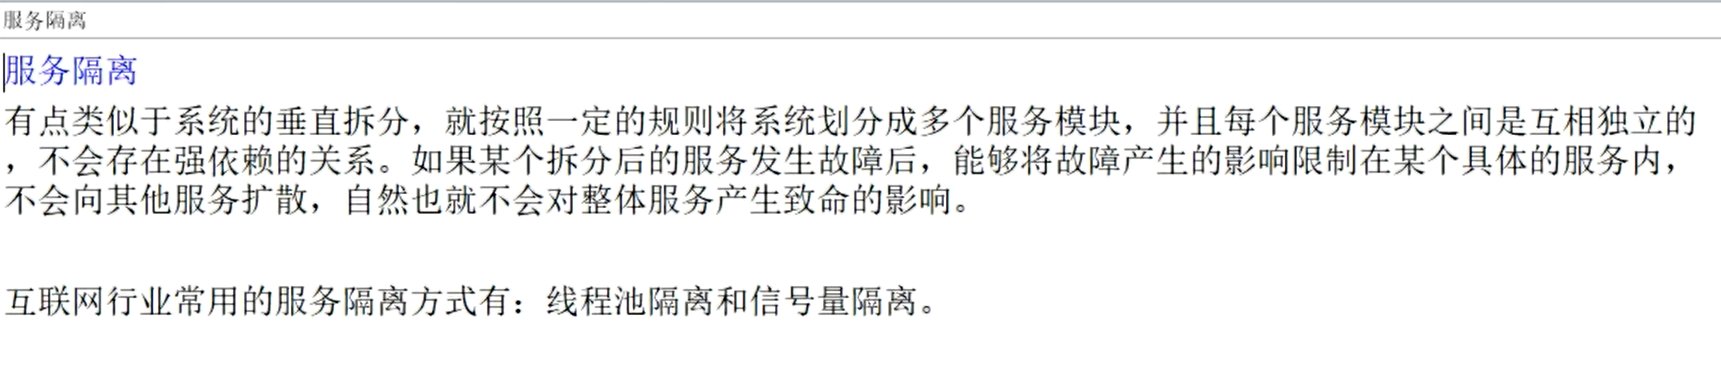 服务隔离
服务隔离
有点类似于系统的垂直拆分，就按照一定的规则将系统划分成多个服务模块，并且每个服务模块之间是互相独立的
，不会存在强依赖的关系。如果某个拆分后的服务发生故障后，能够将故障产生的影响限制在某个具体的服务内，
不会向其他服务扩散，自然也就不会对整体服务产生致命的影响。
互联网行业常用的服务隔离方式有：线程池隔离和信号量隔离。